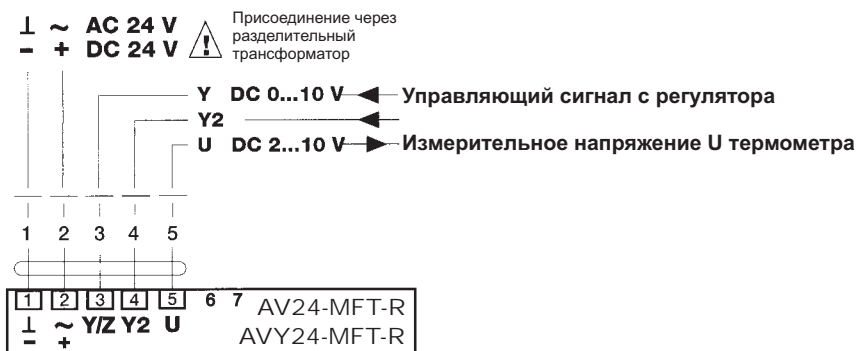 ⊥ ~ AC 24 V
– + DC 24 V
Присоединение через
разделительный
трансформатор
Y DC 0...10 V Управляющий сигнал с регулятора
Y2
U DC 2...10 V Измерительное напряжение U термометра
1 2 3 4 5
1 2 3 4 5 6 7 AV24-MFT-R
⊥ ~ Y/Z Y2 U AVY24-MFT-R
– +